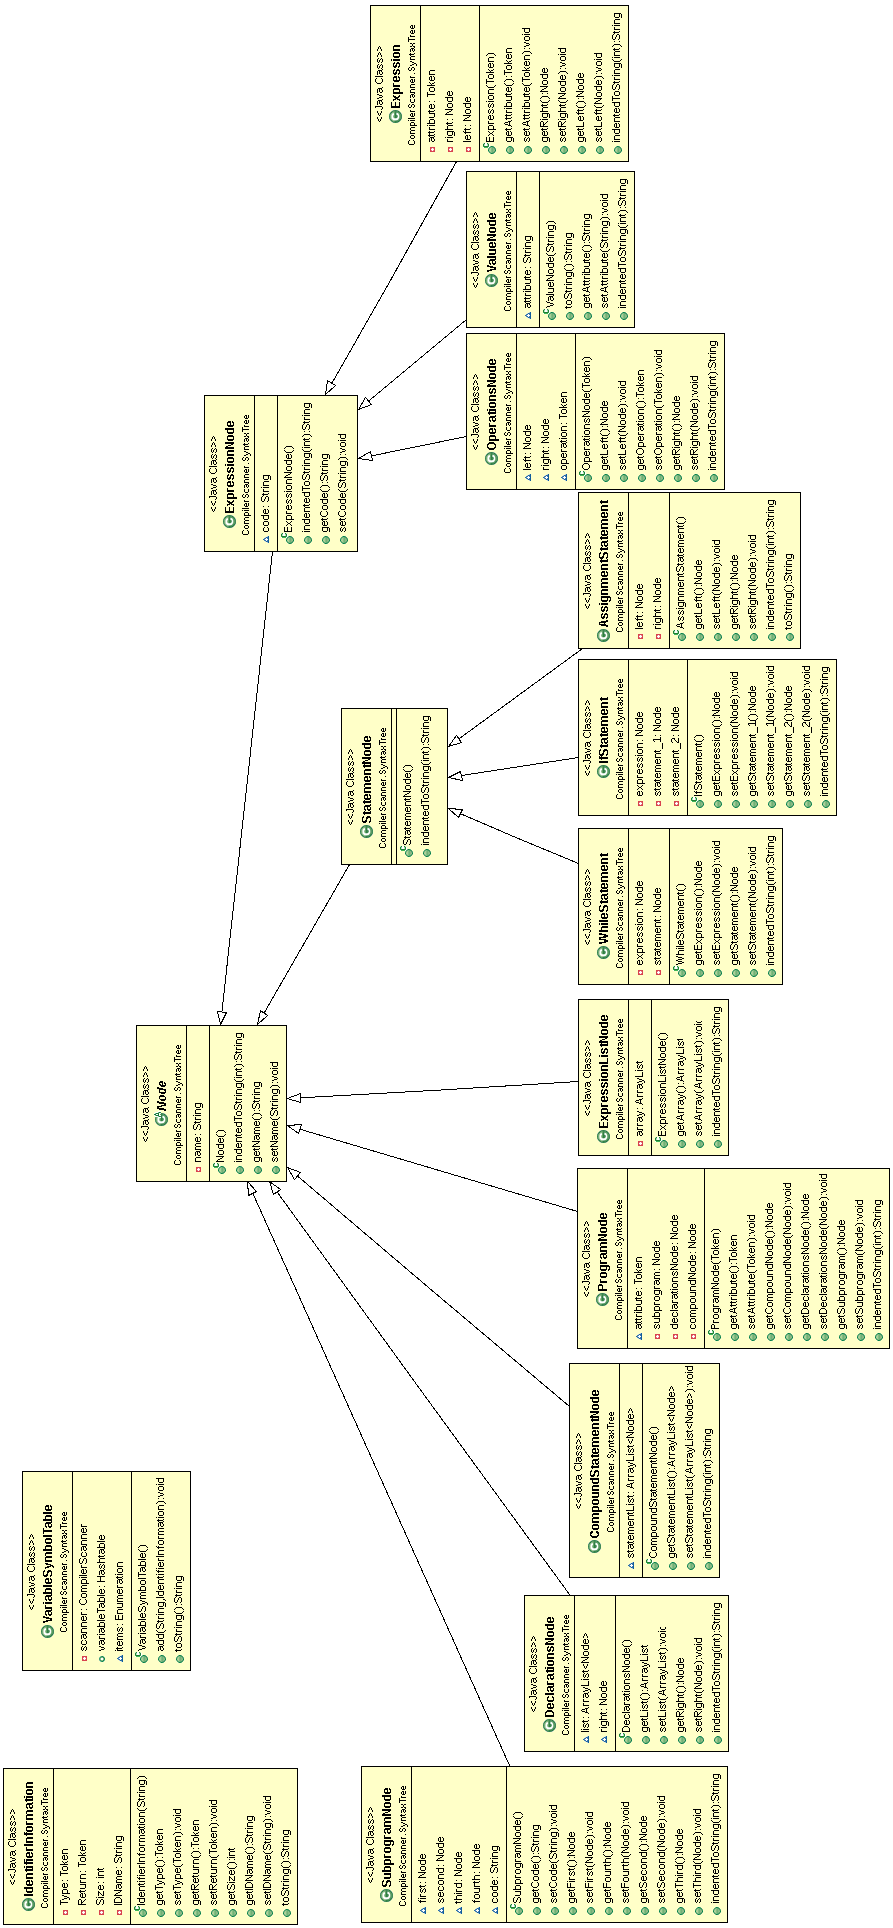 <<Java Class>>
IdentifierInformation
CompilerScanner.SyntaxTree
Type: Token
Return: Token
Size: int
IDName: String
IdentifierInformation(String)
getType():Token
setType(Token):void
getReturn():Token
setReturn(Token):void
getSize():int
getIDName():String
setIDName(String):void
toString():String
<<Java Class>>
VariableSymbolTable
CompilerScanner.SyntaxTree
scanner: CompilerScanner
variableTable: Hashtable
items: Enumeration
VariableSymbolTable()
add(String,IdentifierInformation):void
toString():String
<<Java Class>>
Node
CompilerScanner.SyntaxTree
name: String
Node()
indentedToString(int):String
getName():String
setName(String):void
<<Java Class>>
ExpressionNode
CompilerScanner.SyntaxTree
code: String
ExpressionNode()
indentedToString(int):String
getCode():String
setCode(String):void
<<Java Class>>
StatementNode
CompilerScanner.SyntaxTree
StatementNode()
indentedToString(int):String
<<Java Class>>
SubprogramNode
CompilerScanner.SyntaxTree
first: Node
second: Node
third: Node
fourth: Node
code: String
SubprogramNode()
getCode():String
setCode(String):void
getFirst():Node
setFirst(Node):void
getFourth():Node
setFourth(Node):void
getSecond():Node
setSecond(Node):void
getThird():Node
setThird(Node):void
indentedToString(int):String
<<Java Class>>
DeclarationsNode
CompilerScanner.SyntaxTree
list: ArrayList<Node>
right: Node
DeclarationsNode()
getList():ArrayList
setList(ArrayList):void
getRight():Node
setRight(Node):void
indentedToString(int):String
<<Java Class>>
CompoundStatementNode
CompilerScanner.SyntaxTree
statementList: ArrayList<Node>
CompoundStatementNode()
getStatementList():ArrayList<Node>
setStatementList(ArrayList<Node>):void
indentedToString(int):String
<<Java Class>>
ProgramNode
CompilerScanner.SyntaxTree
attribute: Token
subprogram: Node
declarationsNode: Node
compoundNode: Node
ProgramNode(Token)
getAttribute():Token
setAttribute(Token):void
getCompoundNode():Node
setCompoundNode(Node):void
getDeclarationsNode():Node
setDeclarationsNode(Node):void
getSubprogram():Node
setSubprogram(Node):void
indentedToString(int):String
<<Java Class>>
ExpressionListNode
CompilerScanner.SyntaxTree
array: ArrayList
ExpressionListNode()
getArray():ArrayList
setArray(ArrayList):void
indentedToString(int):String
<<Java Class>>
WhileStatement
CompilerScanner.SyntaxTree
expression: Node
statement: Node
WhileStatement()
getExpression():Node
setExpression(Node):void
getStatement():Node
setStatement(Node):void
indentedToString(int):String
<<Java Class>>
IfStatement
CompilerScanner.SyntaxTree
expression: Node
statement_1: Node
statement_2: Node
IfStatement()
getExpression():Node
setExpression(Node):void
getStatement_1():Node
setStatement_1(Node):void
getStatement_2():Node
setStatement_2(Node):void
indentedToString(int):String
<<Java Class>>
AssignmentStatement
CompilerScanner.SyntaxTree
left: Node
right: Node
AssignmentStatement()
getLeft():Node
setLeft(Node):void
getRight():Node
setRight(Node):void
indentedToString(int):String
toString():String
<<Java Class>>
OperationsNode
CompilerScanner.SyntaxTree
left: Node
right: Node
operation: Token
OperationsNode(Token)
getLeft():Node
setLeft(Node):void
getOperation():Token
setOperation(Token):void
getRight():Node
setRight(Node):void
indentedToString(int):String
<<Java Class>>
ValueNode
CompilerScanner.SyntaxTree
attribute: String
ValueNode(String)
toString():String
getAttribute():String
setAttribute(String):void
indentedToString(int):String
<<Java Class>>
Expression
CompilerScanner.SyntaxTree
attribute: Token
right: Node
left: Node
Expression(Token)
getAttribute():Token
setAttribute(Token):void
getRight():Node
setRight(Node):void
getLeft():Node
setLeft(Node):void
indentedToString(int):String